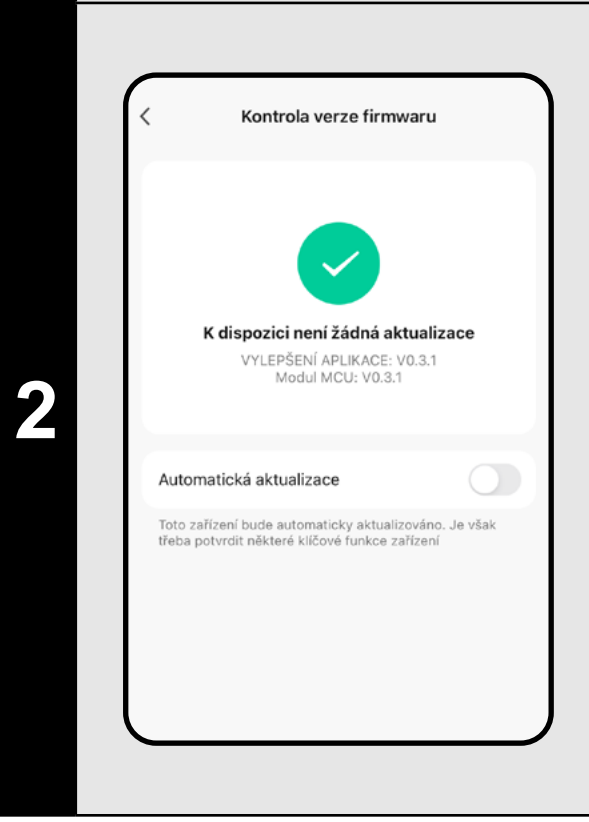 Kontrola verze firmwaru
K dispozici není žádná aktualizace
VYLEPŠENÍ APLIKACE: V0.3.1
Modul MCU: V0.3.1
2
Automatická aktualizace
Toto zařízení bude automaticky aktualizováno. Je však
třeba potvrdit některé klíčové funkce zařízení